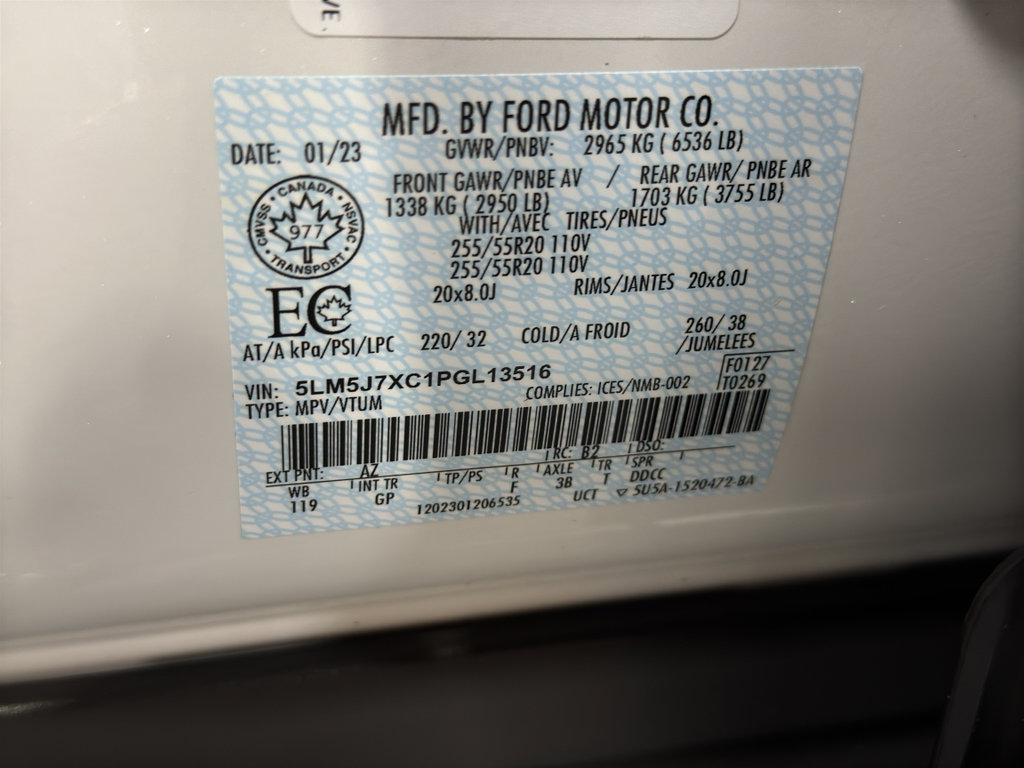 VE
MFD. BY FORD MOTOR CO.
DATE: 01/23
GVWR/PNBV: 2965 KG ( 6536 LB)
FRONT GAWR/PNBE AV / REAR GAWR/ PNBE AR
1338 KG ( 2950 LB) 1703 KG ( 3755 LB)
WITH/AVEC TIRES/PNEUS
255/55R20 110V
255/55R20 110V
20x8.0J RIMS/JANTES 20x8.0J
CANADA
CMVSS NSVAC
977
TRANSPORT
EC
AT/A kPa/PSI/LPC 220/ 32 COLD/A FROID 260/ 38
/JUMELEES
VIN: 5LM5J7XC1PGL13516
F0127
TYPE: MPV/VTUM COMPLIES: ICES/NMB-002 T0269
EXT PNT: AZ RC: B2 DSO:
WB INT TR TP/PS R AXLE TR SPR
119 GP F 3B T DDCC
1202301206535 UCT ▽ 5U5A-1520472-BA